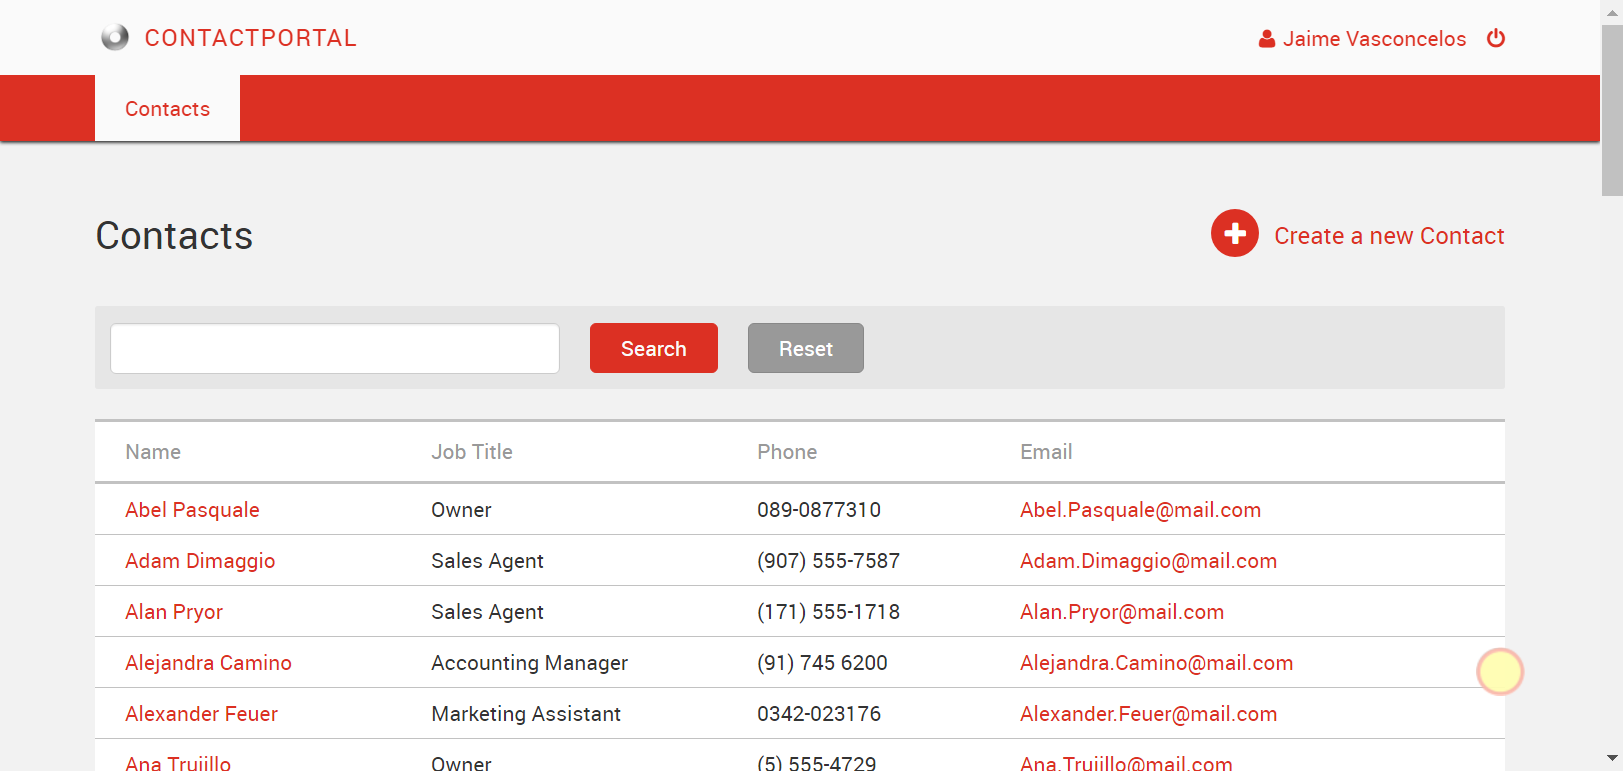 CONTACTPORTAL
Jaime Vasconcelos
Contacts
Contacts
Create a new Contact
Search Reset
Name Job Title Phone Email
Abel Pasquale Owner 089-0877310 Abel.Pasquale@mail.com
Adam Dimaggio Sales Agent (907) 555-7587 Adam.Dimaggio@mail.com
Alan Pryor Sales Agent (171) 555-1718 Alan.Pryor@mail.com
Alejandra Camino Accounting Manager (91) 745 6200 Alejandra.Camino@mail.com
Alexander Feuer Marketing Assistant 0342-023176 Alexander.Feuer@mail.com
Ana Trujillo Owner (5) 555-4729 Ana.Trujillo@mail.com